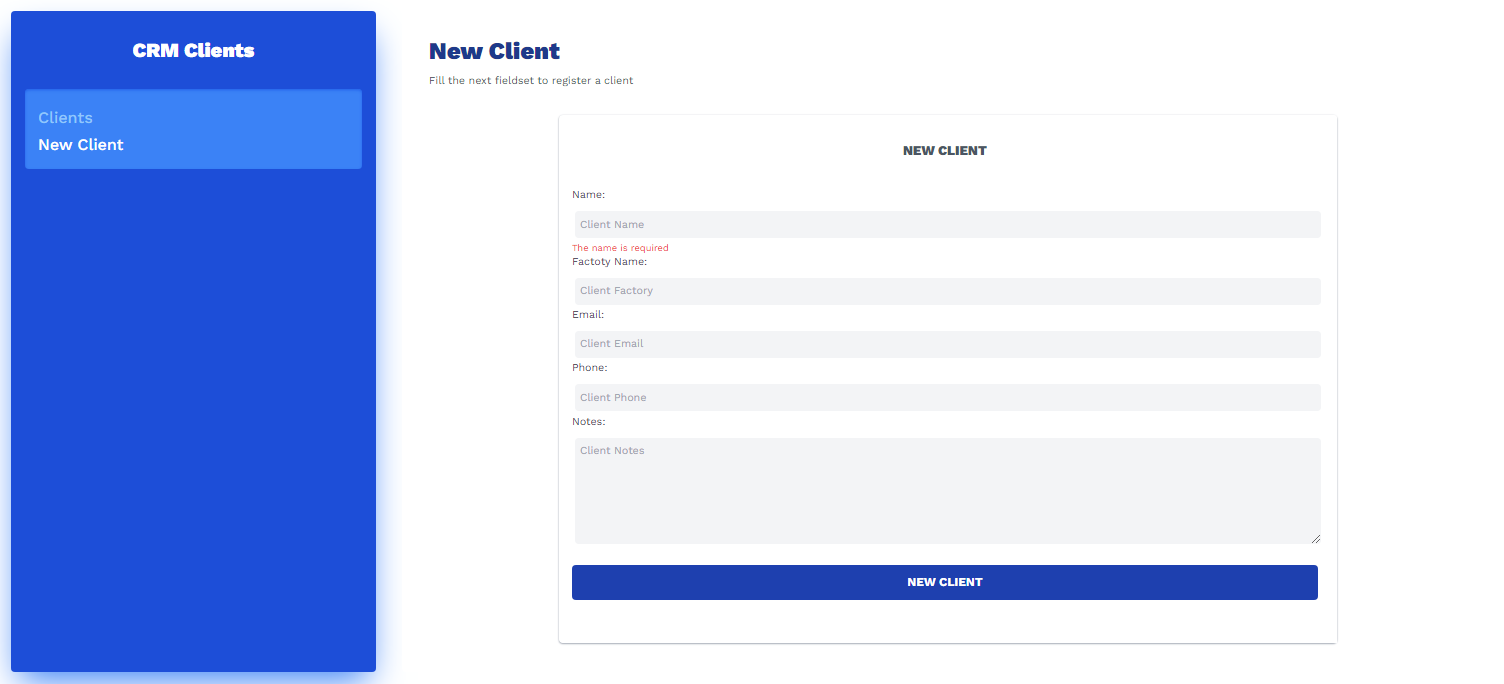 CRM Clients
Clients
New Client
New Client
Fill the next fieldset to register a client
NEW CLIENT
Name:
Client Name
The name is required
Factoty Name:
Client Factory
Email:
Client Email
Phone:
Client Phone
Notes:
Client Notes
NEW CLIENT